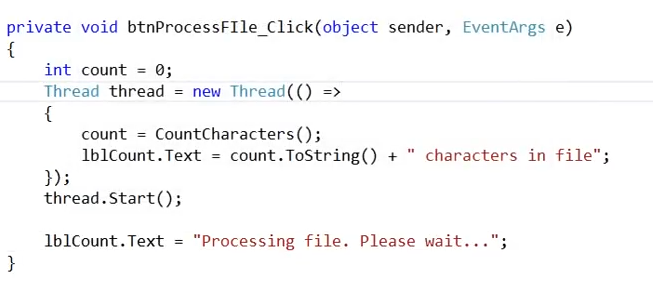 private void btnProcessFIle_Click(object sender, EventArgs e)
{
    int count = 0;
    Thread thread = new Thread(() =>
    {
        count = CountCharacters();
        lblCount.Text = count.ToString() + " characters in file";
    });
    thread.Start();

    lblCount.Text = "Processing file. Please wait...";
}